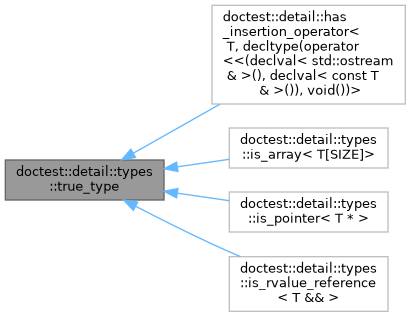 doctest::detail::has
_insertion_operator<
T, decltype(operator
<<(declval< std::ostream
& >(), declval< const T
& >()), void())>
doctest::detail::types
::is_array< T[SIZE]>
doctest::detail::types
::true_type
doctest::detail::types
::is_pointer< T * >
doctest::detail::types
::is_rvalue_reference
< T && >